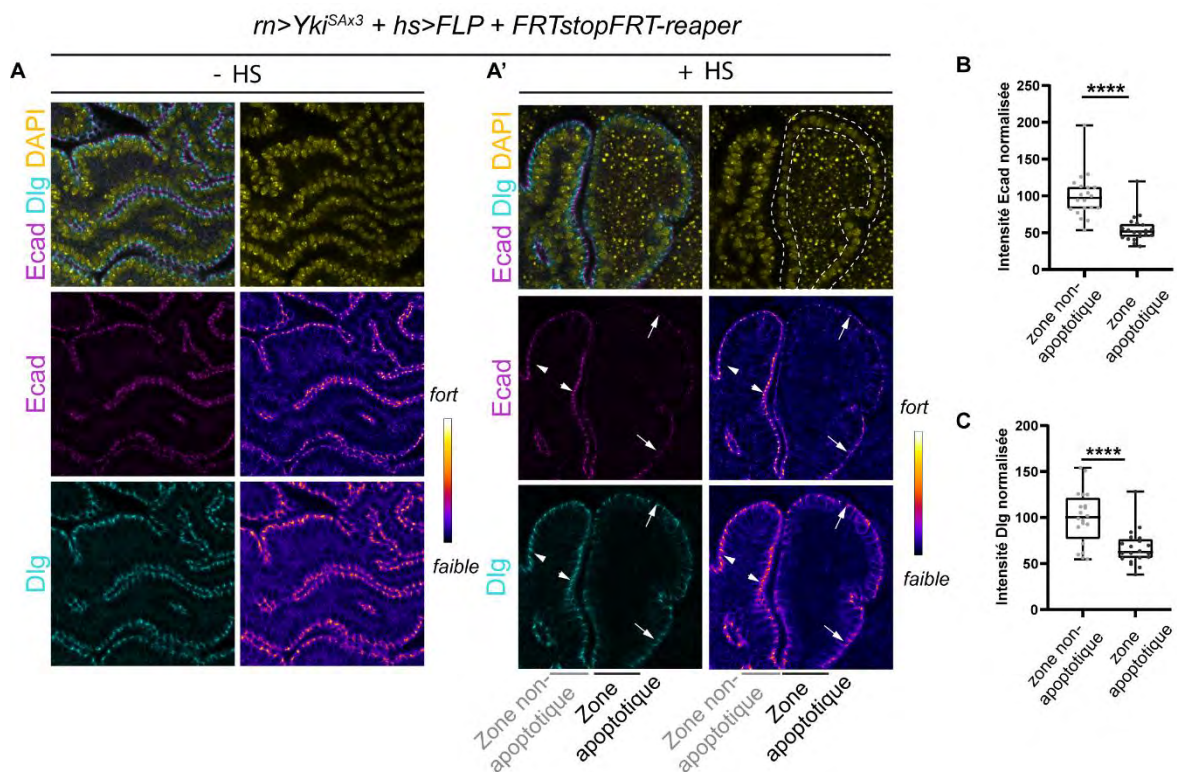 rn>Yki^SAx3 + hs>FLP + FRTstopFRT-reaper
A
- HS
A'
+ HS
Ecad Dlg DAPI
Ecad
Dlg
fort
faible
Ecad Dlg DAPI
Ecad
Dlg
fort
faible
Zone non-
apoptotique
Zone
apoptotique
Zone non-
apoptotique
Zone
apoptotique
B
Intensité Ecad normalisée
250
200
150
100
50
0
****
zone non-
apoptotique
zone
apoptotique
C
Intensité Dlg normalisée
200
150
100
50
0
****
zone non-
apoptotique
zone
apoptotique